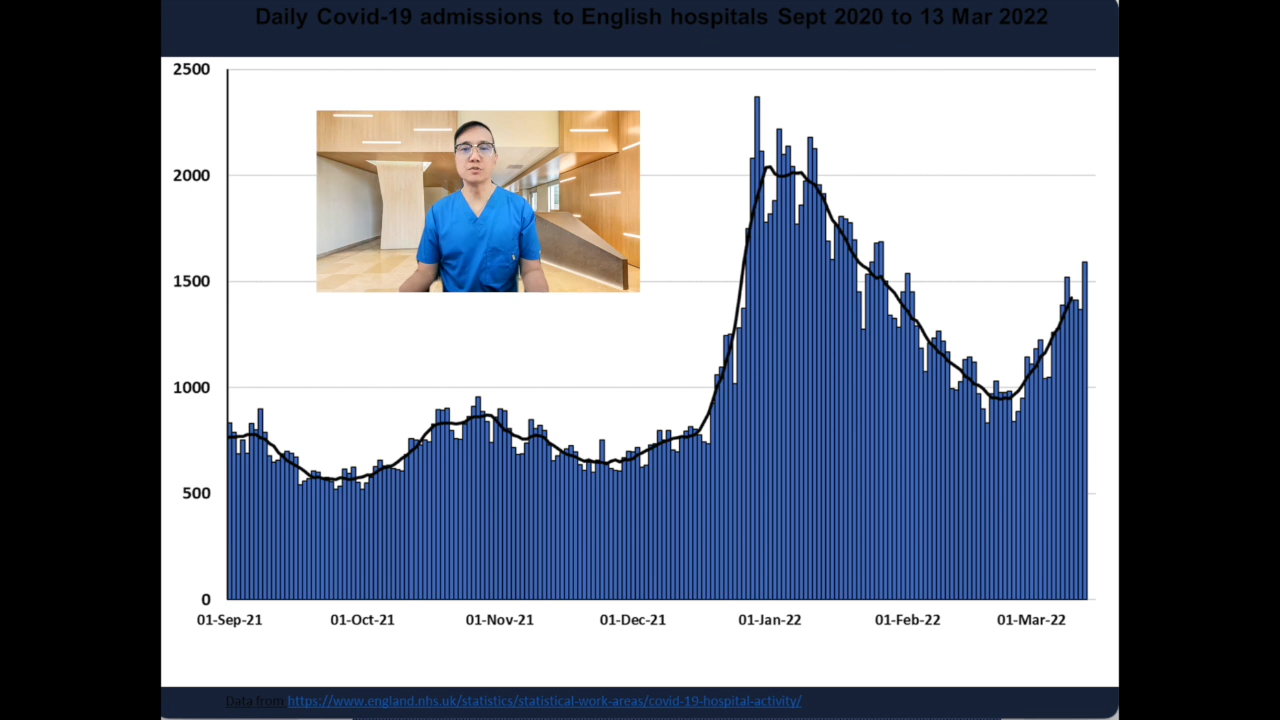 Daily Covid-19 admissions to English hospitals Sept 2020 to 13 Mar 2022
2500
2000
1500
1000
500
0
01-Sep-21 01-Oct-21 01-Nov-21 01-Dec-21 01-Jan-22 01-Feb-22 01-Mar-22
Data from https://www.england.nhs.uk/statistics/statistical-work-areas/covid-19-hospital-activity/